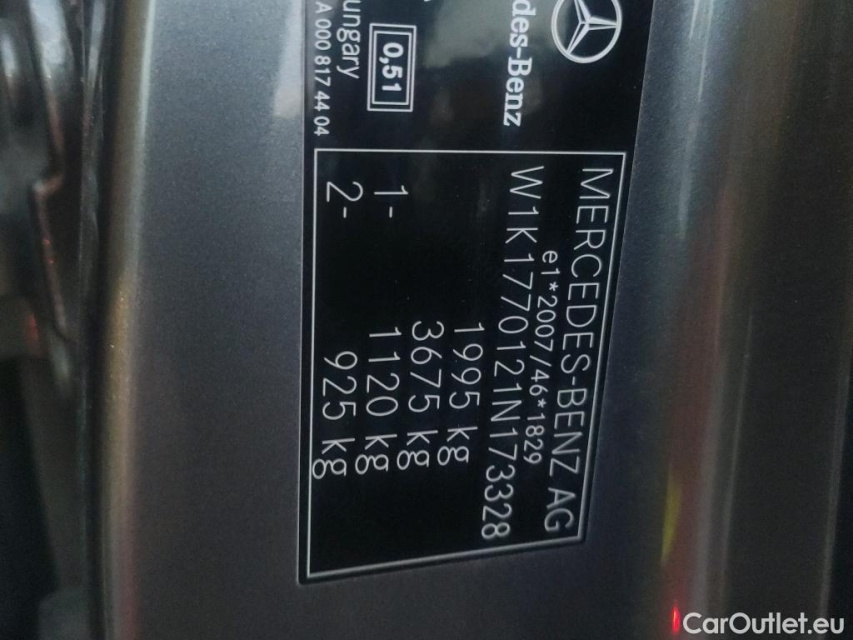 des-Benz
0,51
ungary
A 000 817 44 04
MERCEDES-BENZ AG
e1*2007/46*1829
W1K1770121N173328
1995 kg
3675 kg
1- 1120 kg
2- 925 kg
CarOutlet.eu